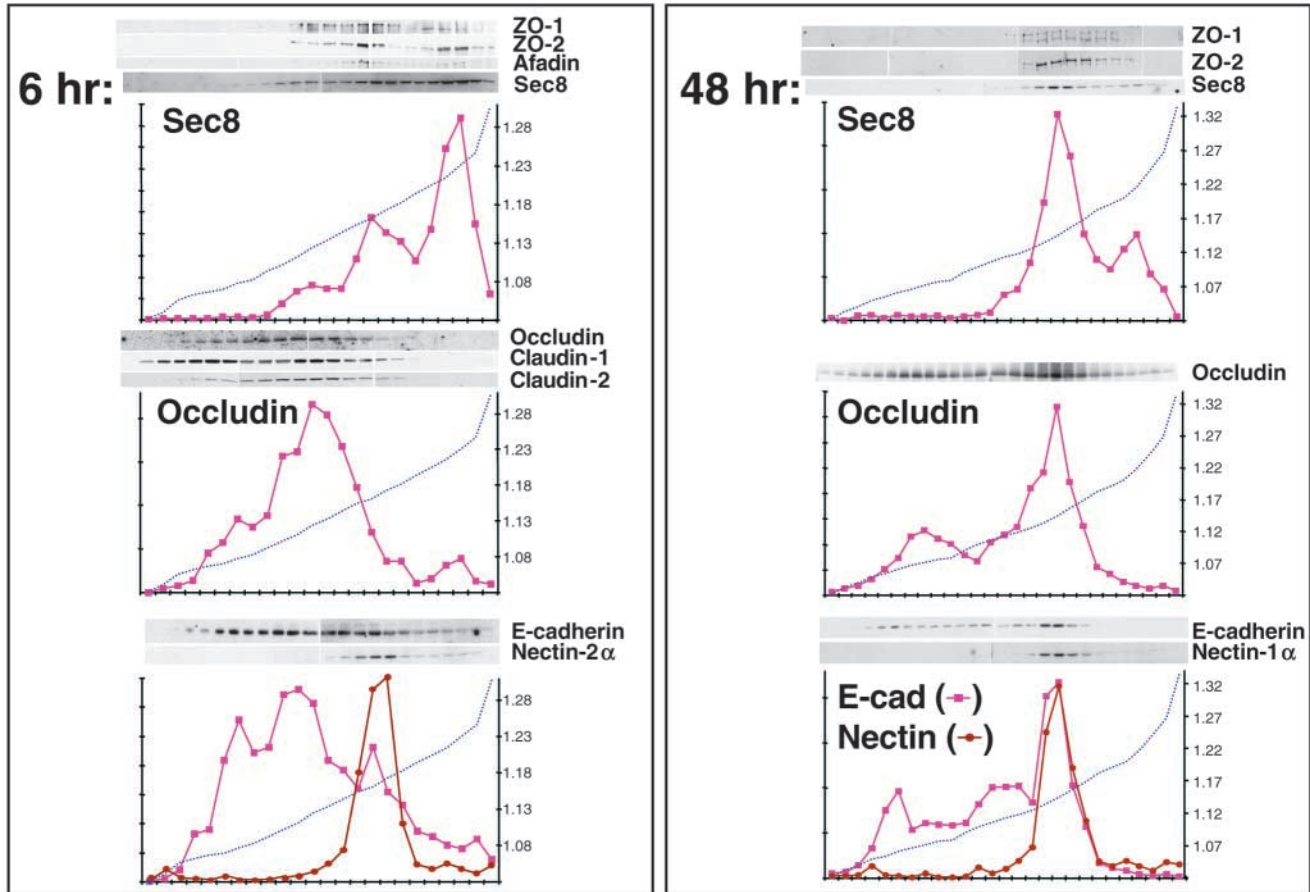 6 hr:
ZO-1
ZO-2
Afadin
Sec8
Sec8
1.28
1.23
1.18
1.13
1.08
Occludin
Claudin-1
Claudin-2
Occludin
1.28
1.23
1.18
1.13
1.08
E-cadherin
Nectin-2α
1.28
1.23
1.18
1.13
1.08
48 hr:
ZO-1
ZO-2
Sec8
Sec8
1.32
1.27
1.22
1.17
1.12
1.07
Occludin
Occludin
1.32
1.27
1.22
1.17
1.12
1.07
E-cadherin
Nectin-1α
E-cad (-■-)
Nectin (-●-)
1.32
1.27
1.22
1.17
1.12
1.07